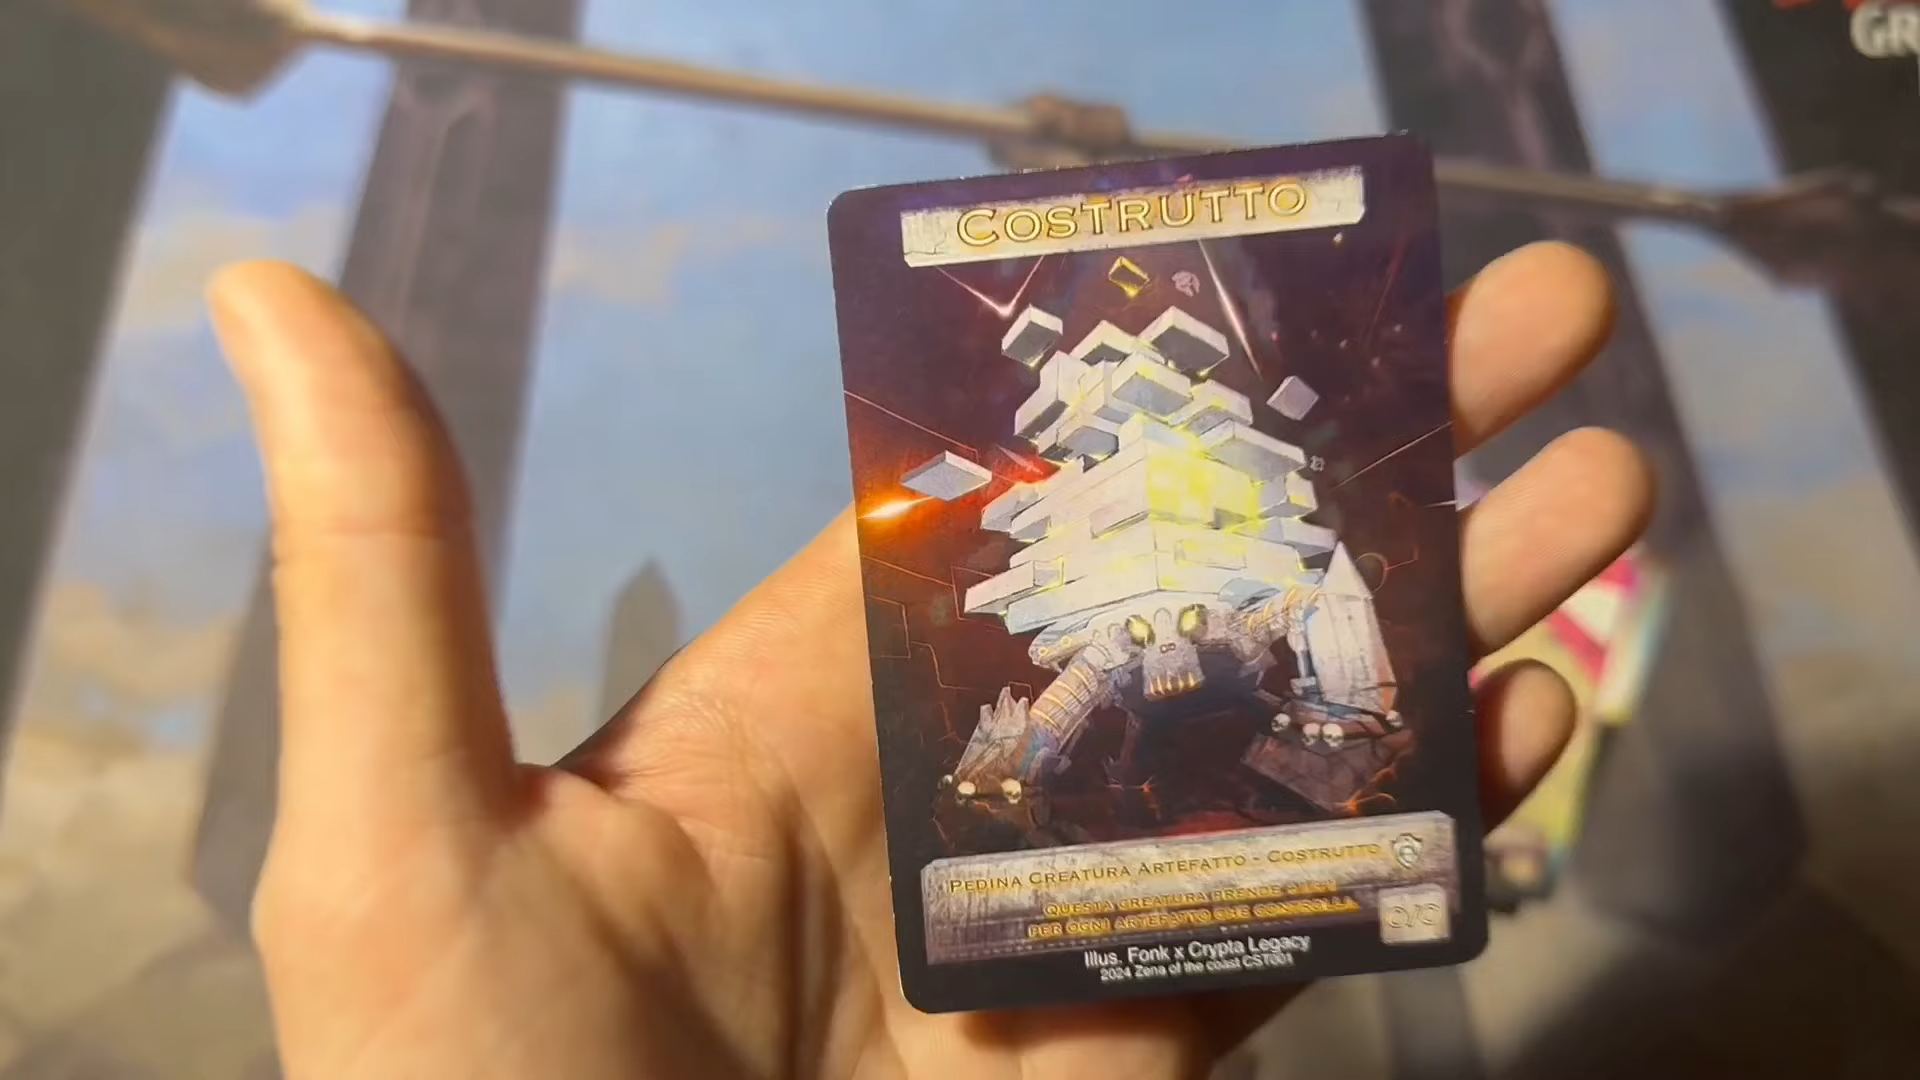 GR
COSTRUTTO
PEDINA CREATURA ARTEFATTO - COSTRUTTO
QUESTA CREATURA PRENDE
PER OGNI ARTEFATTO CHE CONTROLLA
0/0
Illus. Fonk x Crypta Legacy
2024 Zena of the coast CST001